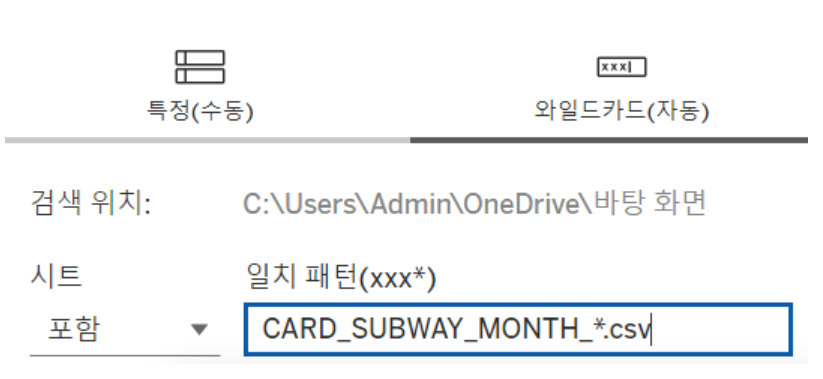 xxx
특정(수동)
와일드카드(자동)
검색 위치: C:\Users\Admin\OneDrive\바탕 화면
시트 일치 패턴(xxx*)
포함 CARD_SUBWAY_MONTH_*.csv